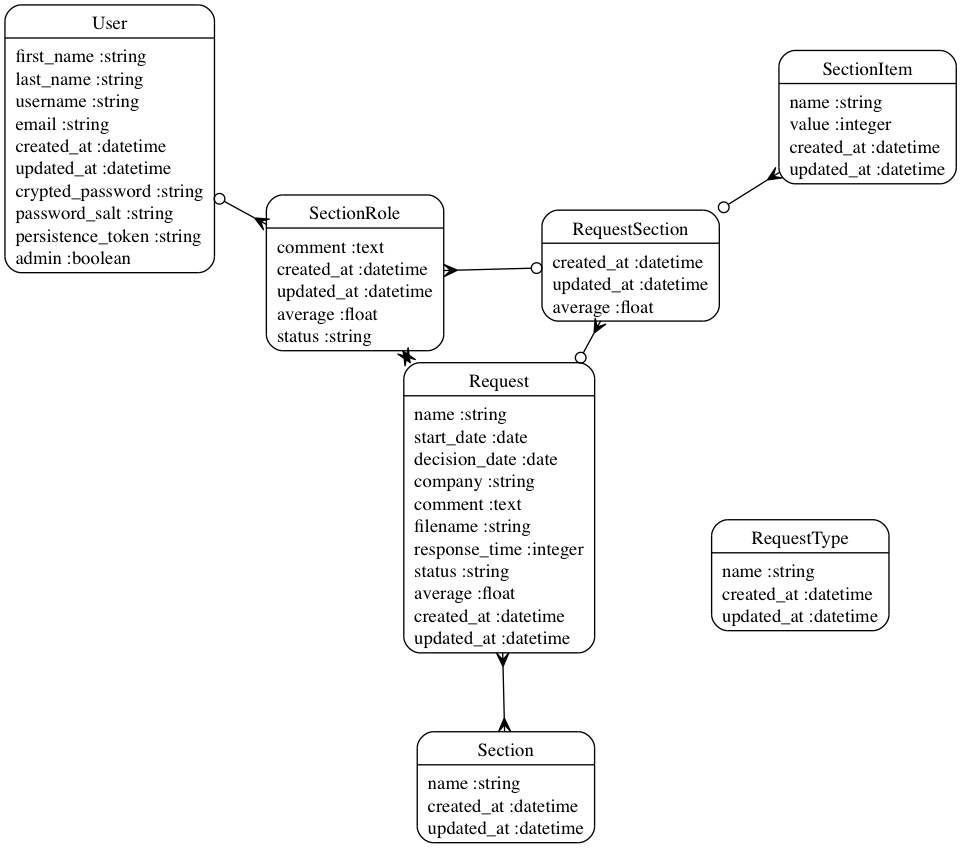 User
first_name :string
last_name :string
username :string
email :string
created_at :datetime
updated_at :datetime
crypted_password :string
password_salt :string
persistence_token :string
admin :boolean
SectionItem
name :string
value :integer
created_at :datetime
updated_at :datetime
SectionRole
comment :text
created_at :datetime
updated_at :datetime
average :float
status :string
RequestSection
created_at :datetime
updated_at :datetime
average :float
Request
name :string
start_date :date
decision_date :date
company :string
comment :text
filename :string
response_time :integer
status :string
average :float
created_at :datetime
updated_at :datetime
RequestType
name :string
created_at :datetime
updated_at :datetime
Section
name :string
created_at :datetime
updated_at :datetime